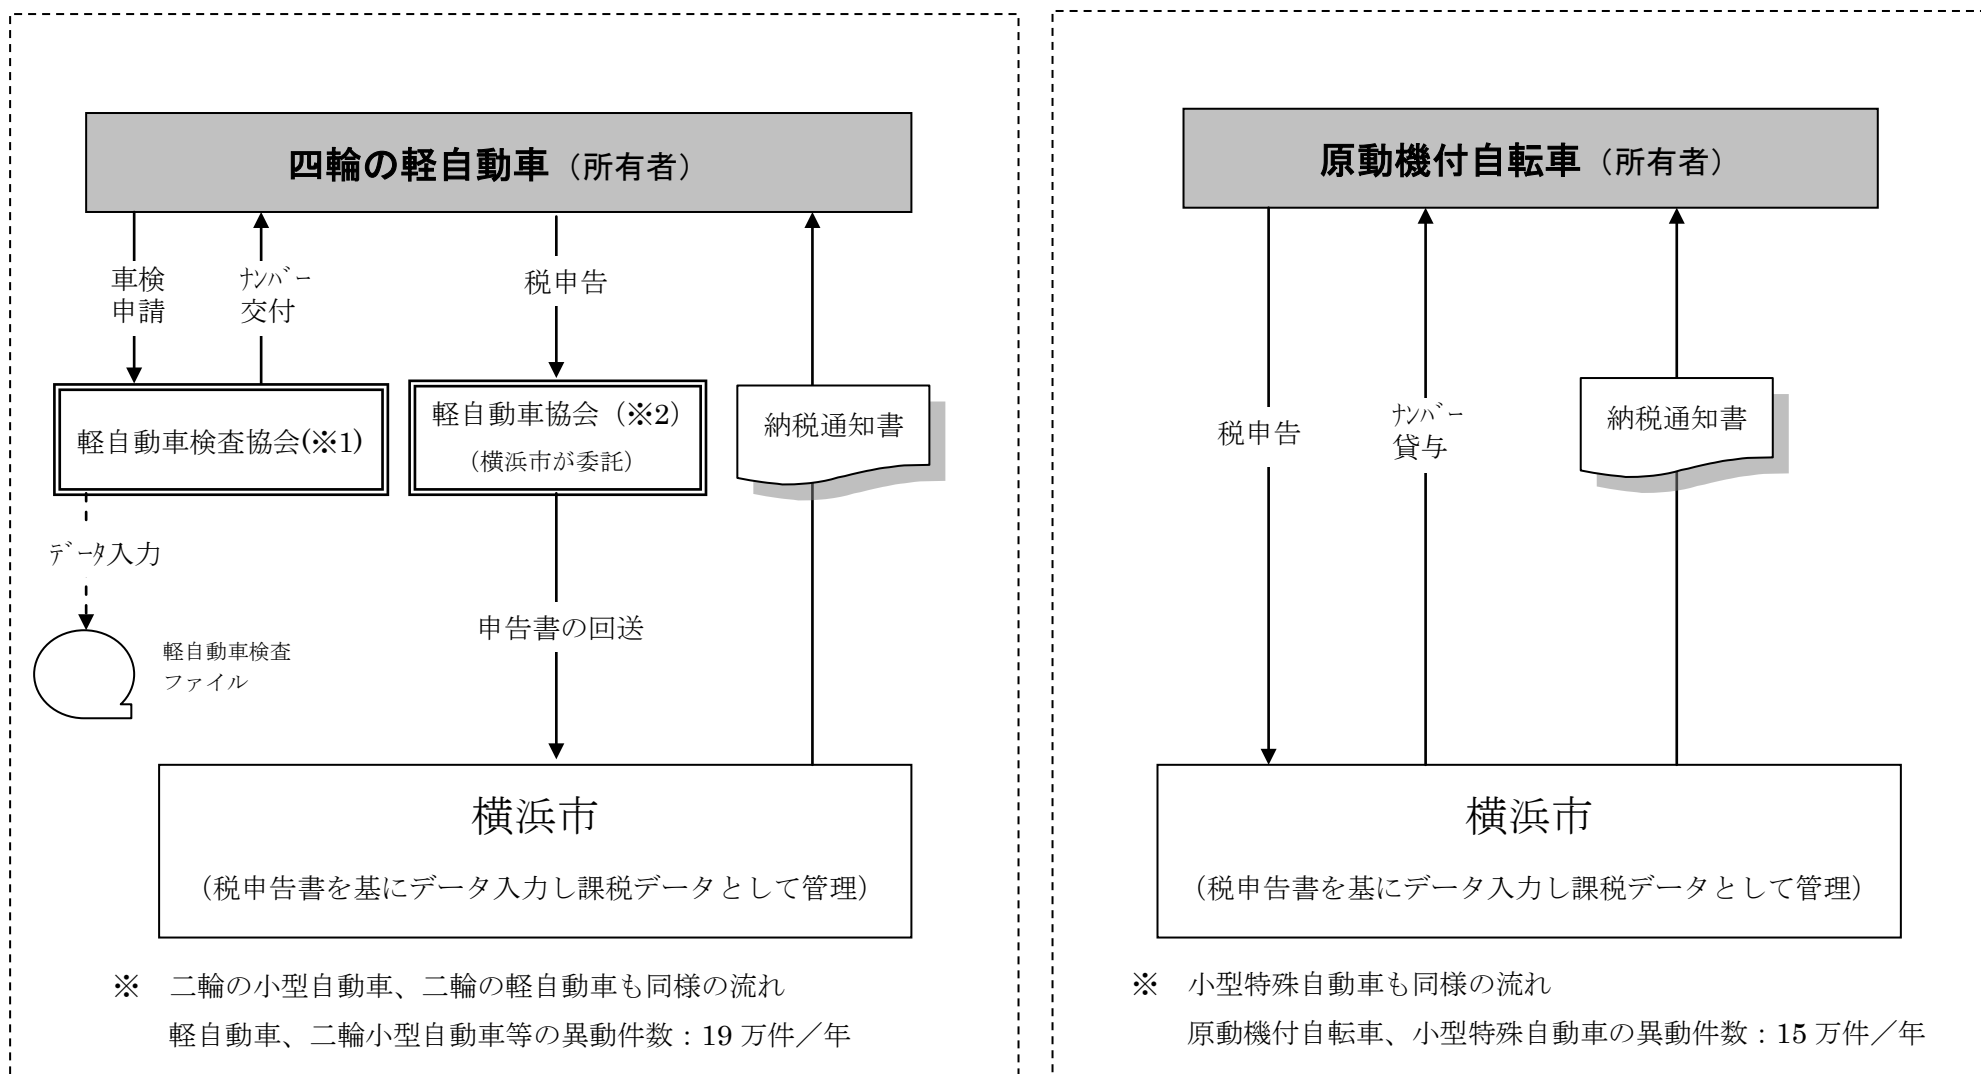 四輪の軽自動車（所有者）
車検
申請
ﾅﾝﾊﾞｰ
交付
税申告
軽自動車検査協会(※1)
軽自動車協会（※2）
（横浜市が委託）
納税通知書
ﾃﾞｰﾀ入力
軽自動車検査
ファイル
申告書の回送
横浜市
（税申告書を基にデータ入力し課税データとして管理）
※　二輪の小型自動車、二輪の軽自動車も同様の流れ
軽自動車、二輪小型自動車等の異動件数：19 万件／年
原動機付自転車（所有者）
税申告
ﾅﾝﾊﾞｰ
貸与
納税通知書
横浜市
（税申告書を基にデータ入力し課税データとして管理）
※　小型特殊自動車も同様の流れ
原動機付自転車、小型特殊自動車の異動件数：15 万件／年